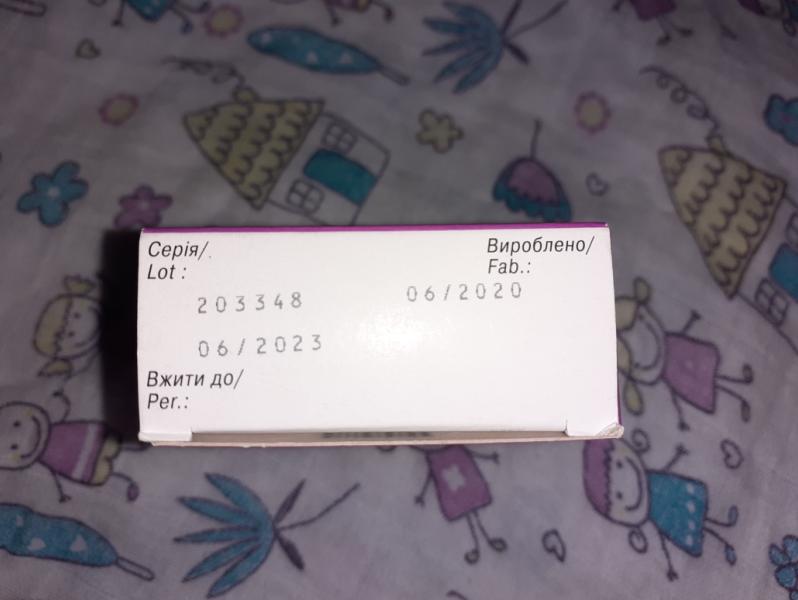 Серія/
Lot :
Вироблено/
Fab.:
203348
06/2020
06/2023
Вжити до/
Per.: